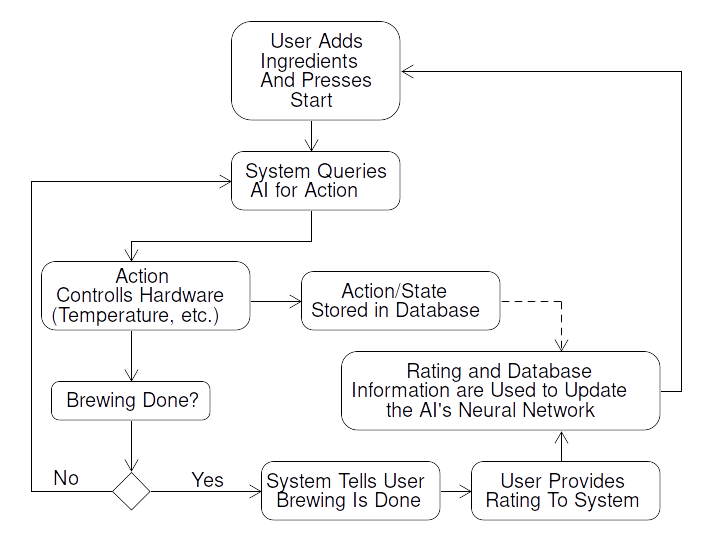 User Adds
Ingredients
And Presses
Start
System Queries
AI for Action
Action
Controlls Hardware
(Temperature, etc.)
Action/State
Stored in Database
Rating and Database
Information are Used to Update
the AI's Neural Network
Brewing Done?
No
Yes
System Tells User
Brewing Is Done
User Provides
Rating To System